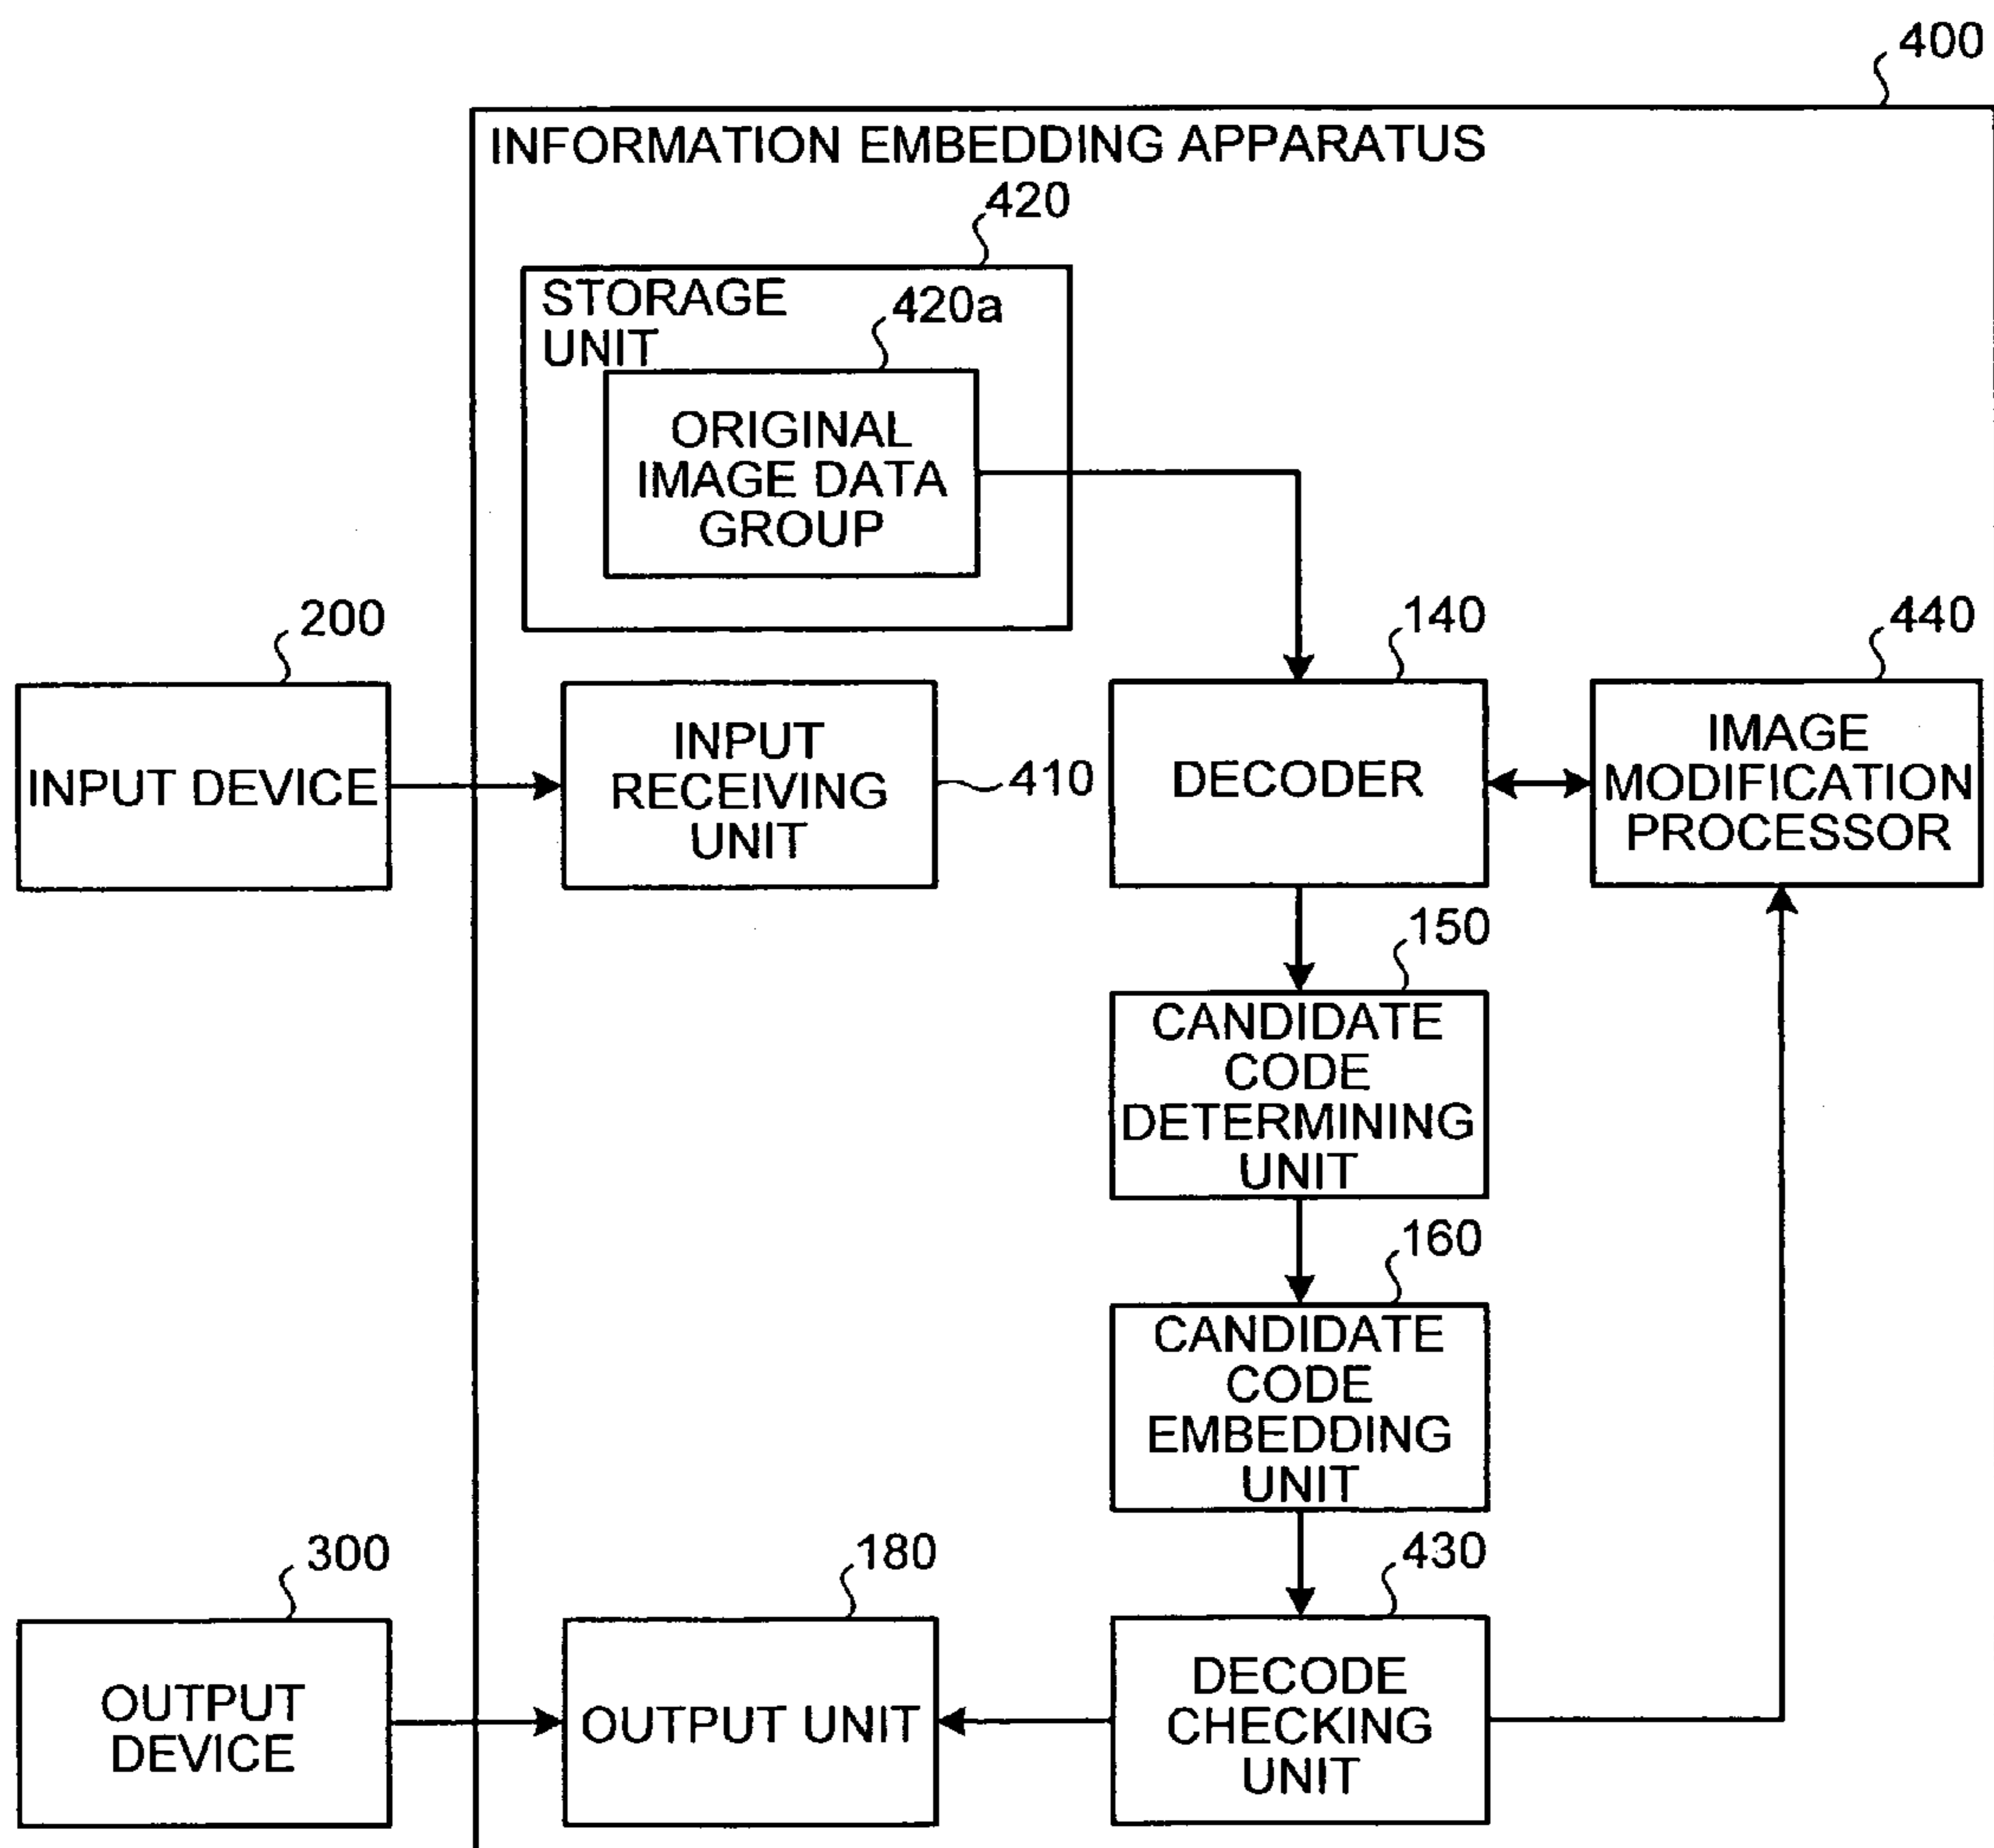 400
INFORMATION EMBEDDING APPARATUS
420
STORAGE
UNIT
420a
ORIGINAL
IMAGE DATA
GROUP
200
INPUT DEVICE
INPUT
RECEIVING
UNIT
410
140
DECODER
440
IMAGE
MODIFICATION
PROCESSOR
150
CANDIDATE
CODE
DETERMINING
UNIT
160
CANDIDATE
CODE
EMBEDDING
UNIT
300
OUTPUT
DEVICE
180
OUTPUT UNIT
430
DECODE
CHECKING
UNIT